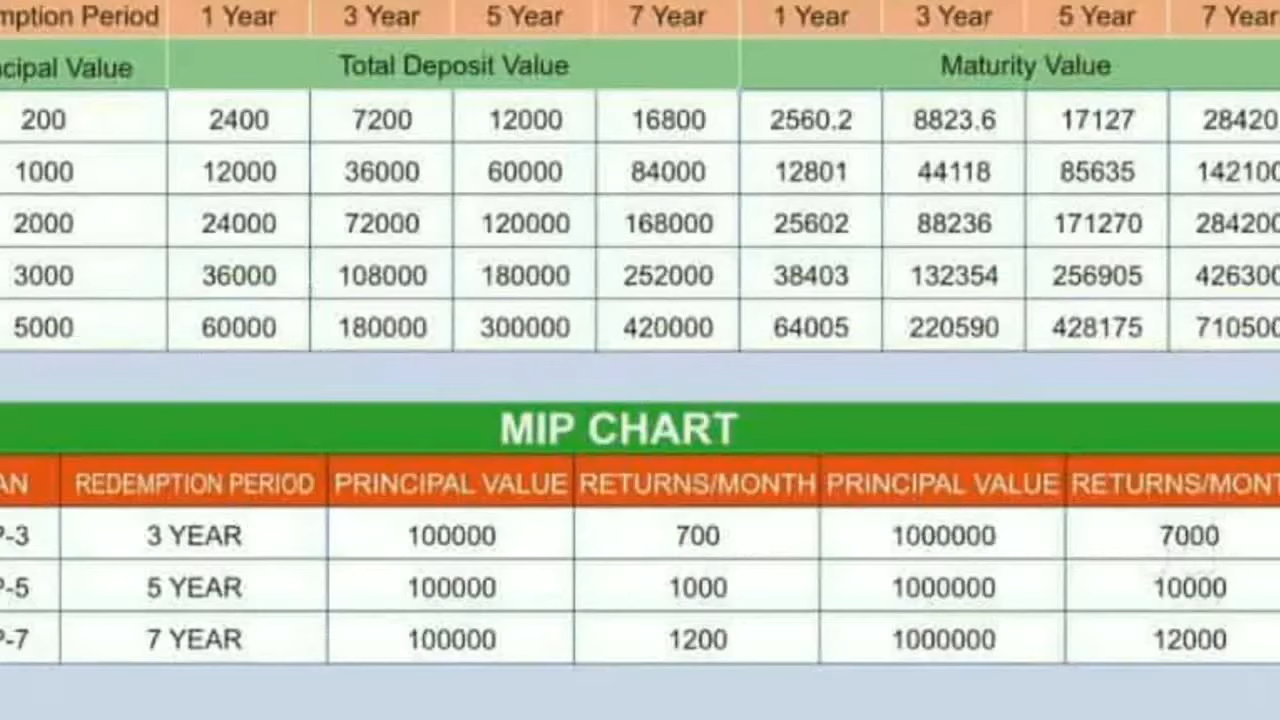 mption Period 1 Year 3 Year 5 Year 7 Year 1 Year 3 Year 5 Year 7 Year
cipal Value Total Deposit Value Maturity Value
200 2400 7200 12000 16800 2560.2 8823.6 17127 28420
1000 12000 36000 60000 84000 12801 44118 85635 142100
2000 24000 72000 120000 168000 25602 88236 171270 284200
3000 36000 108000 180000 252000 38403 132354 256905 426300
5000 60000 180000 300000 420000 64005 220590 428175 710500
MIP CHART
AN REDEMPTION PERIOD PRINCIPAL VALUE RETURNS/MONTH PRINCIPAL VALUE RETURNS/MONT
P-3 3 YEAR 100000 700 1000000 7000
P-5 5 YEAR 100000 1000 1000000 10000
P-7 7 YEAR 100000 1200 1000000 12000